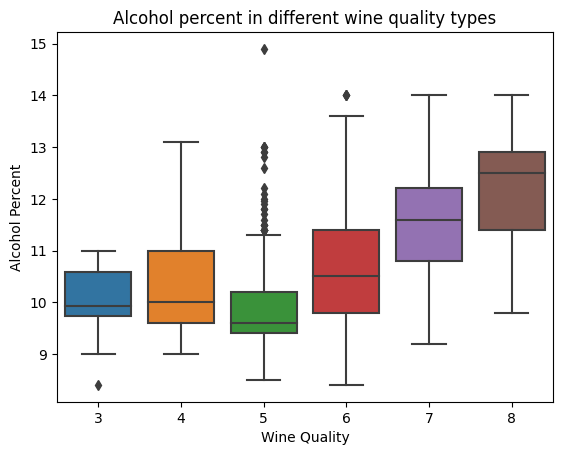 Alcohol percent in different wine quality types
15
14
13
12
11
10
9
Alcohol Percent
3 4 5 6 7 8
Wine Quality